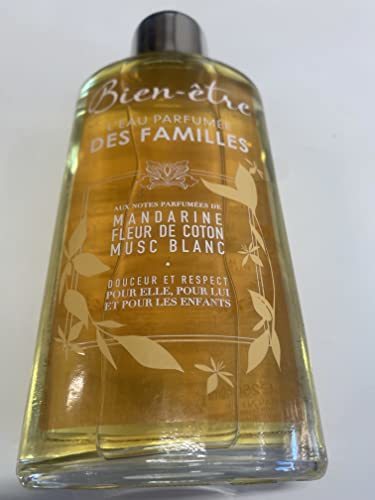 Bien-être
L'EAU PARFUMÉE
DES FAMILLES
AUX NOTES PARFUMÉES DE
MANDARINE
FLEUR DE COTON
MUSC BLANC
DOUCEUR ET RESPECT
POUR ELLE, POUR LUI
ET POUR LES ENFANTS